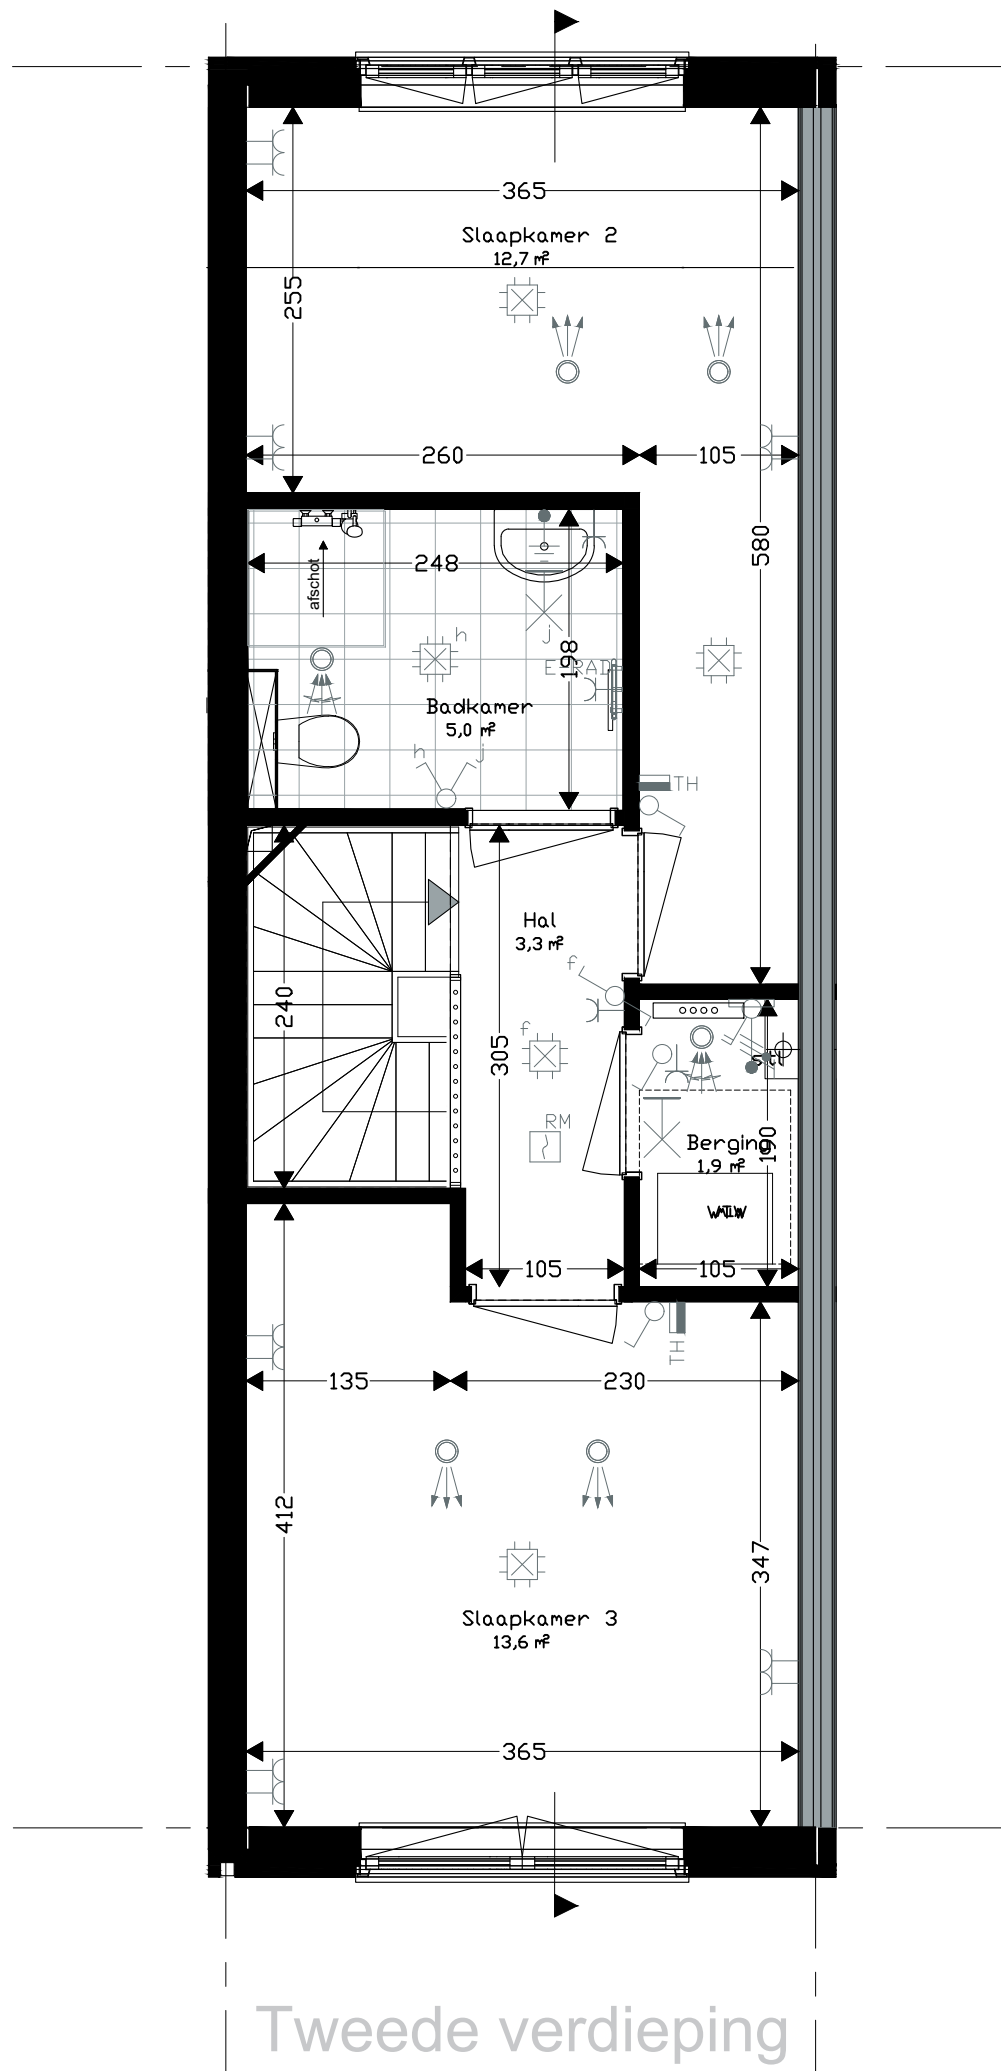 365
Slaapkamer 2
12,7 m²
255
260
105
580
afschot
248
h
j
198
Badkamer
5,0 m²
h
j
TH
Hal
3,3 m²
f
240
305
f
RM
Berging
1,9 m²
190
105
105
TH
135
230
412
347
Slaapkamer 3
13,6 m²
365
Tweede verdieping